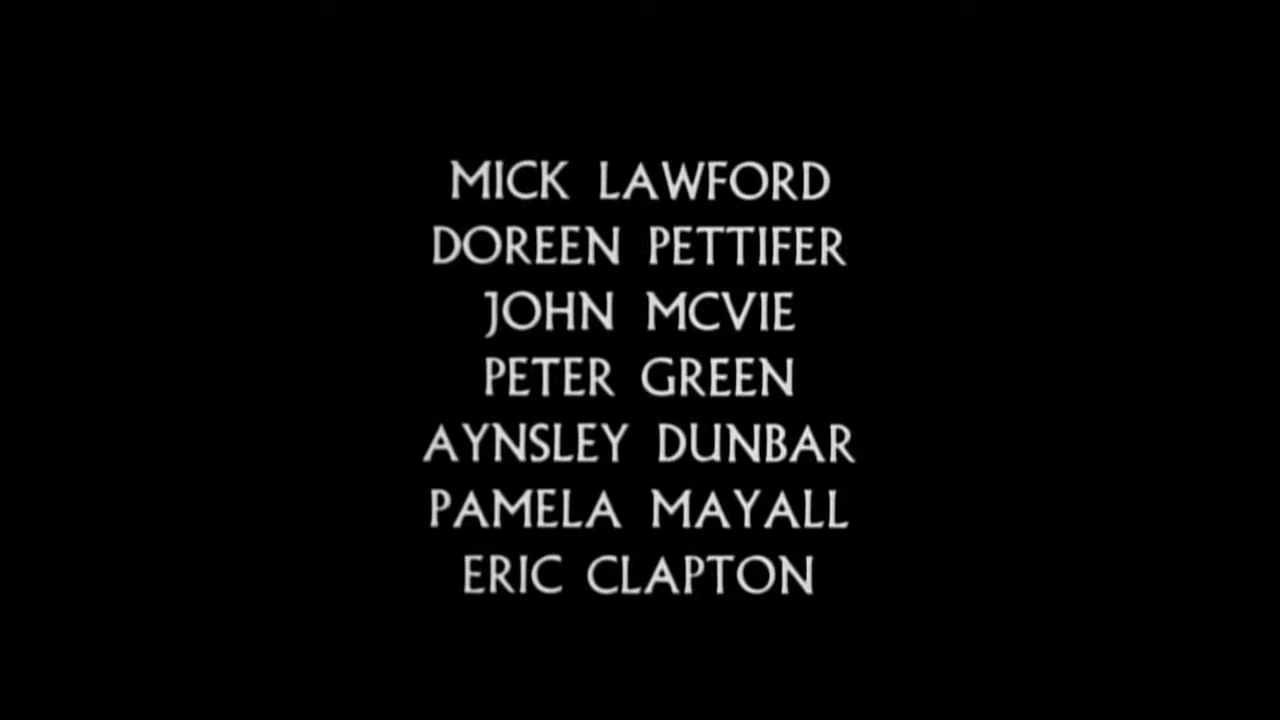 MICK LAWFORD
DOREEN PETTIFER
JOHN MCVIE
PETER GREEN
AYNSLEY DUNBAR
PAMELA MAYALL
ERIC CLAPTON